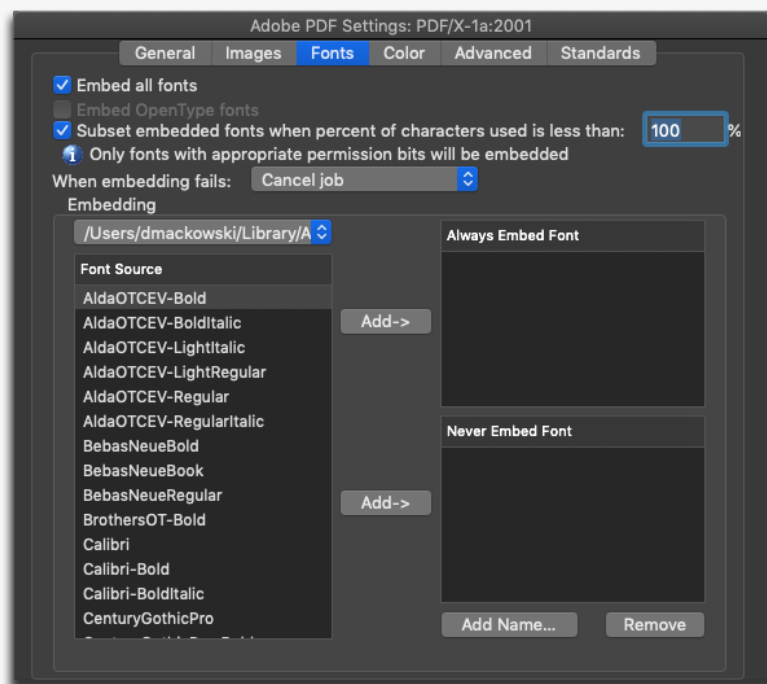 Adobe PDF Settings: PDF/X-1a:2001
General Images Fonts Color Advanced Standards
Embed all fonts
Embed OpenType fonts
Subset embedded fonts when percent of characters used is less than: 100 %
Only fonts with appropriate permission bits will be embedded
When embedding fails: Cancel job
Embedding
/Users/dmackowski/Library/A
Font Source
AldaOTCEV-Bold
AldaOTCEV-BoldItalic
AldaOTCEV-LightItalic
AldaOTCEV-LightRegular
AldaOTCEV-Regular
AldaOTCEV-RegularItalic
BebasNeueBold
BebasNeueBook
BebasNeueRegular
BrothersOT-Bold
Calibri
Calibri-Bold
Calibri-BoldItalic
CenturyGothicPro
Add->
Add->
Always Embed Font
Never Embed Font
Add Name... Remove